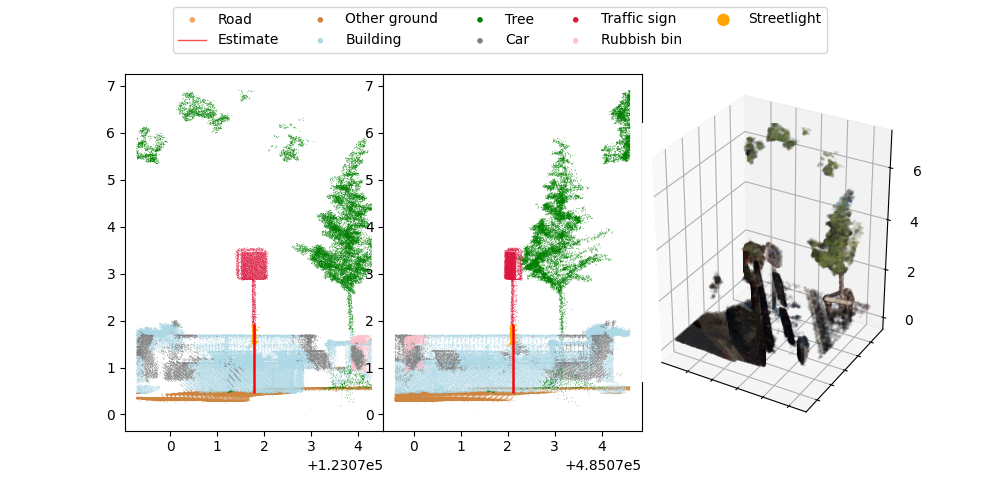 Road Other ground Tree Traffic sign Streetlight
Estimate Building Car Rubbish bin
7 7
6 6 6
5 5
4 4 4
3 3
2 2 2
1 1
0 0 0
0 1 2 3 4 0 1 2 3 4
+1.2307e5 +4.8507e5